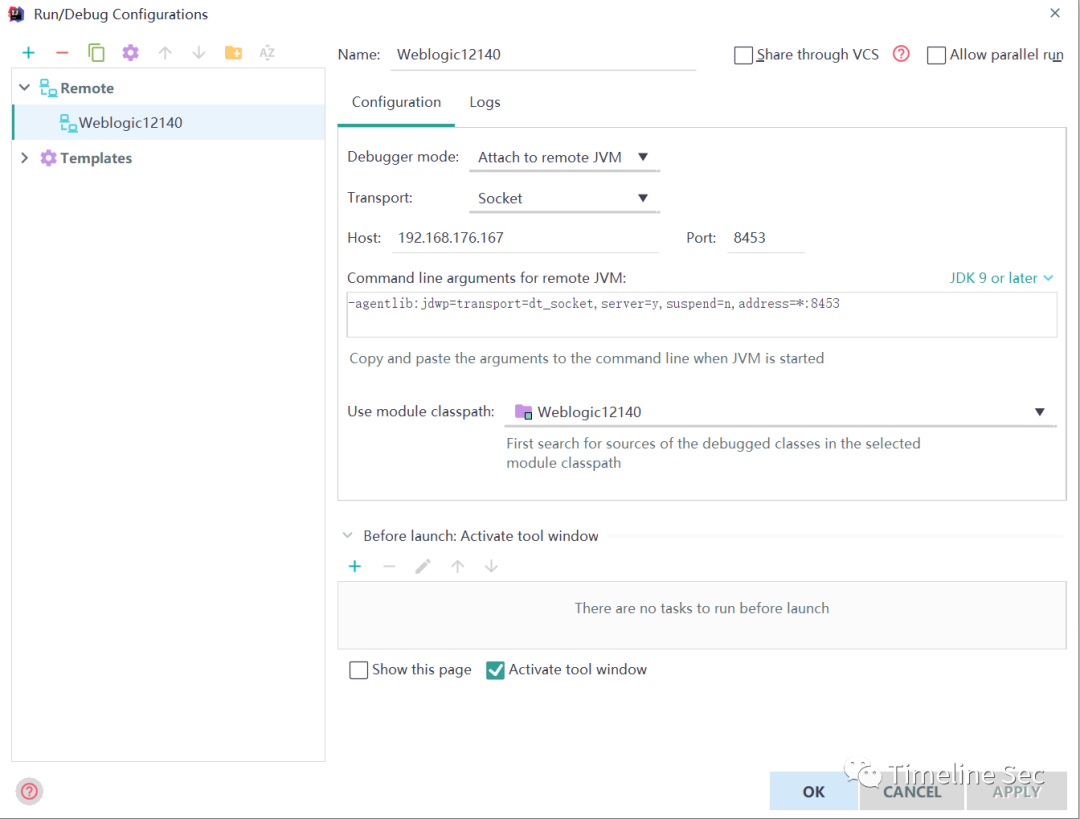 Run/Debug Configurations
Name: Weblogic12140
Share through VCS
Allow parallel run
Remote
Weblogic12140
Templates
Configuration
Logs
Debugger mode: Attach to remote JVM
Transport: Socket
Host: 192.168.176.167 Port: 8453
Command line arguments for remote JVM: JDK 9 or later
-agentlib:jdwp=transport=dt_socket,server=y,suspend=n,address=*:8453
Copy and paste the arguments to the command line when JVM is started
Use module classpath: Weblogic12140
First search for sources of the debugged classes in the selected
module classpath
Before launch: Activate tool window
There are no tasks to run before launch
Show this page Activate tool window
Timeline Sec
OK CANCEL APPLY